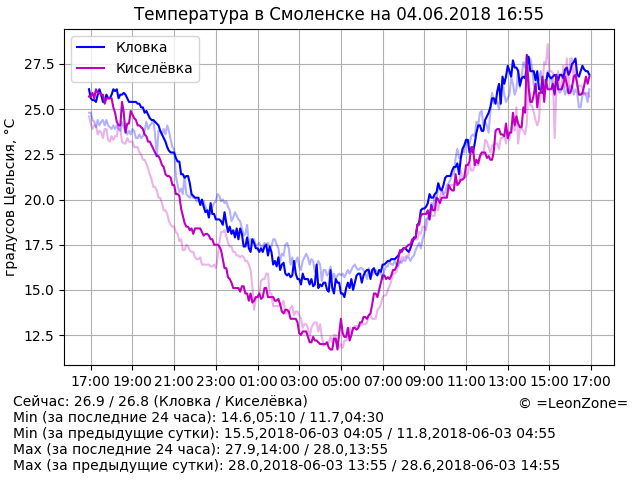 Температура в Смоленске на 04.06.2018 16:55
Кловка
Киселёвка
градусов Цельсия, °C
27.5
25.0
22.5
20.0
17.5
15.0
12.5
17:00 19:00 21:00 23:00 01:00 03:00 05:00 07:00 09:00 11:00 13:00 15:00 17:00
Сейчас: 26.9 / 26.8 (Кловка / Киселёвка)
© =LeonZone=
Min (за последние 24 часа): 14.6,05:10 / 11.7,04:30
Min (за предыдущие сутки): 15.5,2018-06-03 04:05 / 11.8,2018-06-03 04:55
Max (за последние 24 часа): 27.9,14:00 / 28.0,13:55
Max (за предыдущие сутки): 28.0,2018-06-03 13:55 / 28.6,2018-06-03 14:55